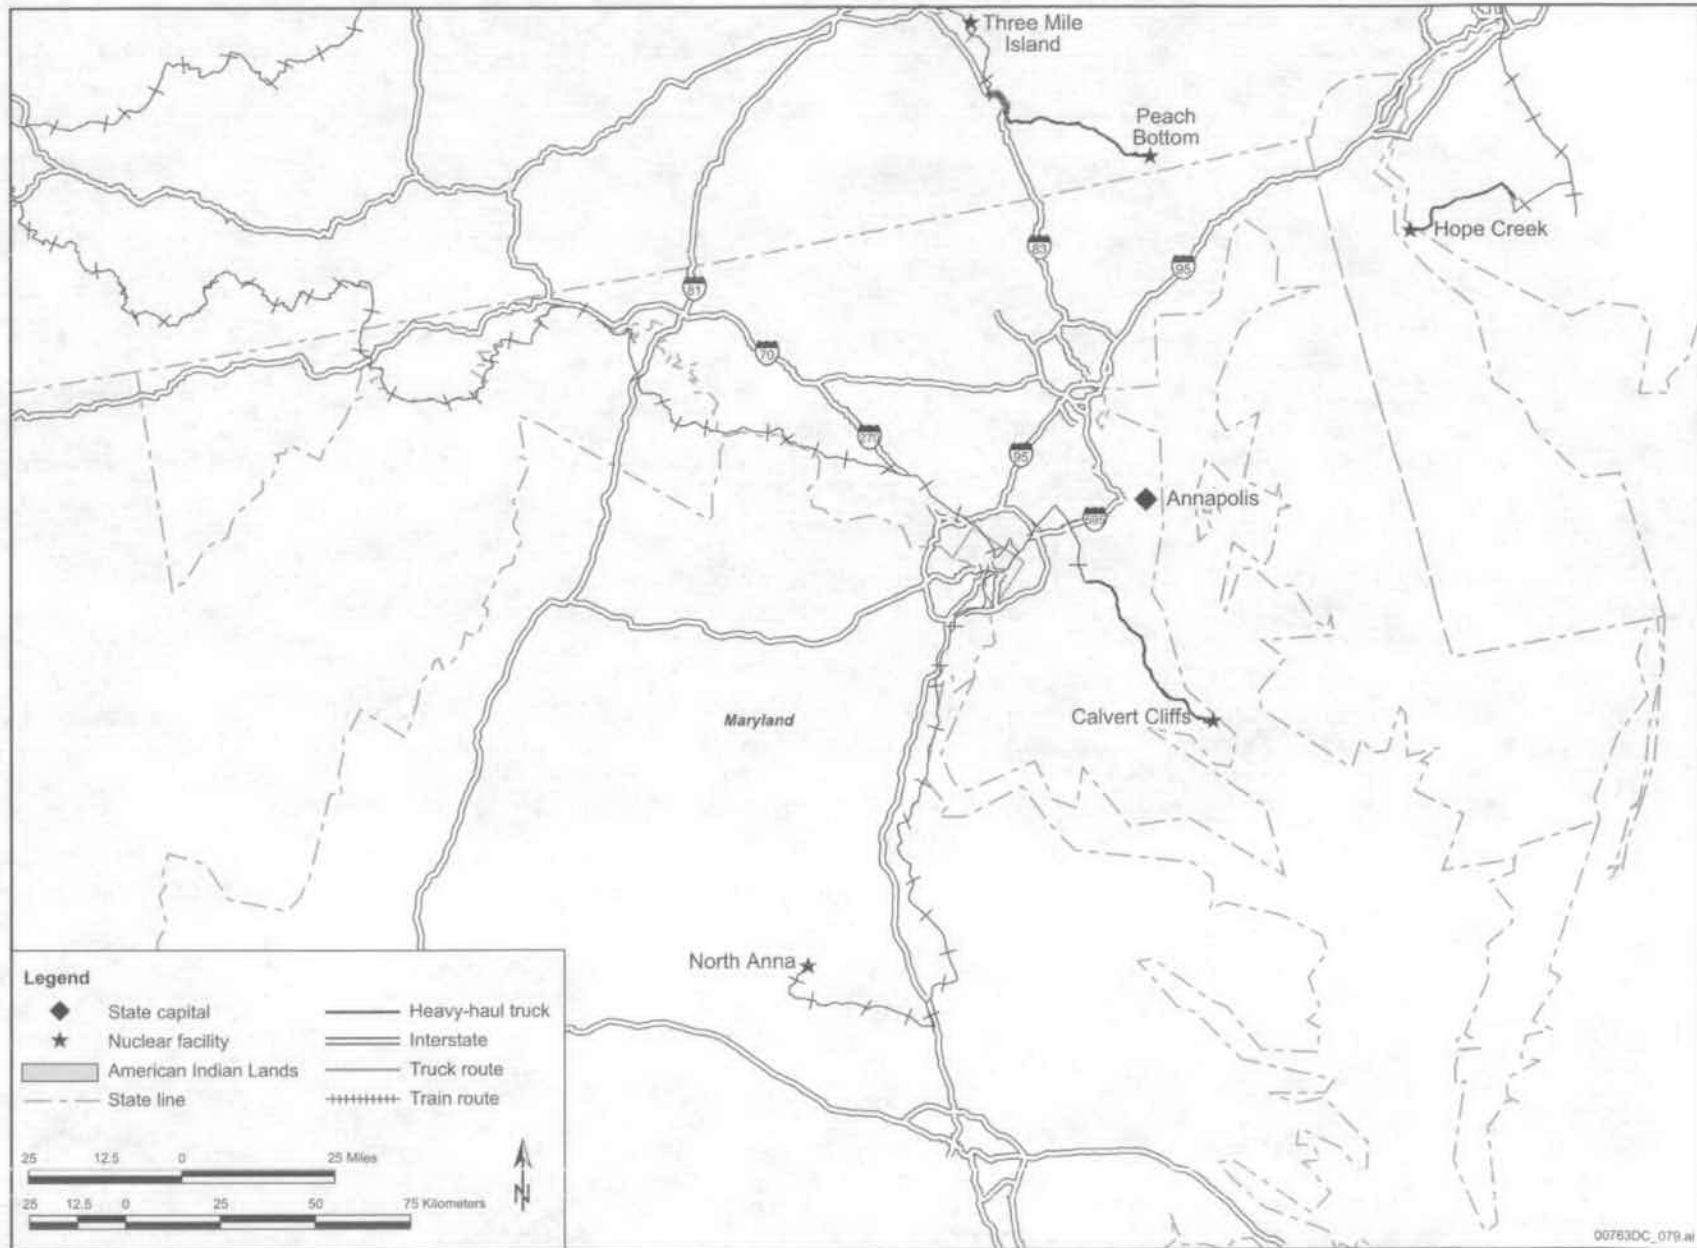 Three Mile
Island
Peach
Bottom
Hope Creek
83
95
81
70
270
95
Annapolis
595
Maryland
Calvert Cliffs
North Anna
Legend
State capital
Nuclear facility
American Indian Lands
State line
Heavy-haul truck
Interstate
Truck route
Train route
25 12.5 0 25 Miles
25 12.5 0 25 50 75 Kilometers
N
00763DC_079.ai